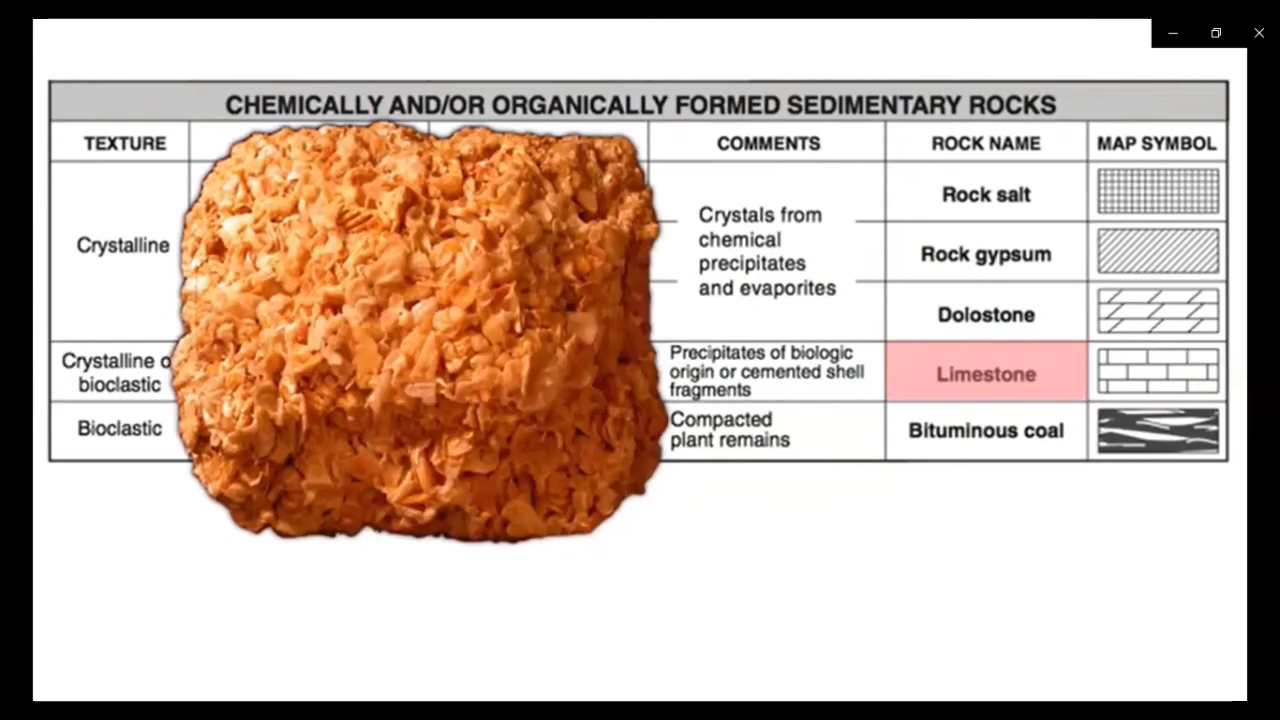 CHEMICALLY AND/OR ORGANICALLY FORMED SEDIMENTARY ROCKS
TEXTURE COMMENTS ROCK NAME MAP SYMBOL
Crystalline
Crystals from
chemical
precipitates
and evaporites
Rock salt
Rock gypsum
Dolostone
Crystalline o
bioclastic
Precipitates of biologic
origin or cemented shell
fragments
Limestone
Bioclastic
Compacted
plant remains
Bituminous coal